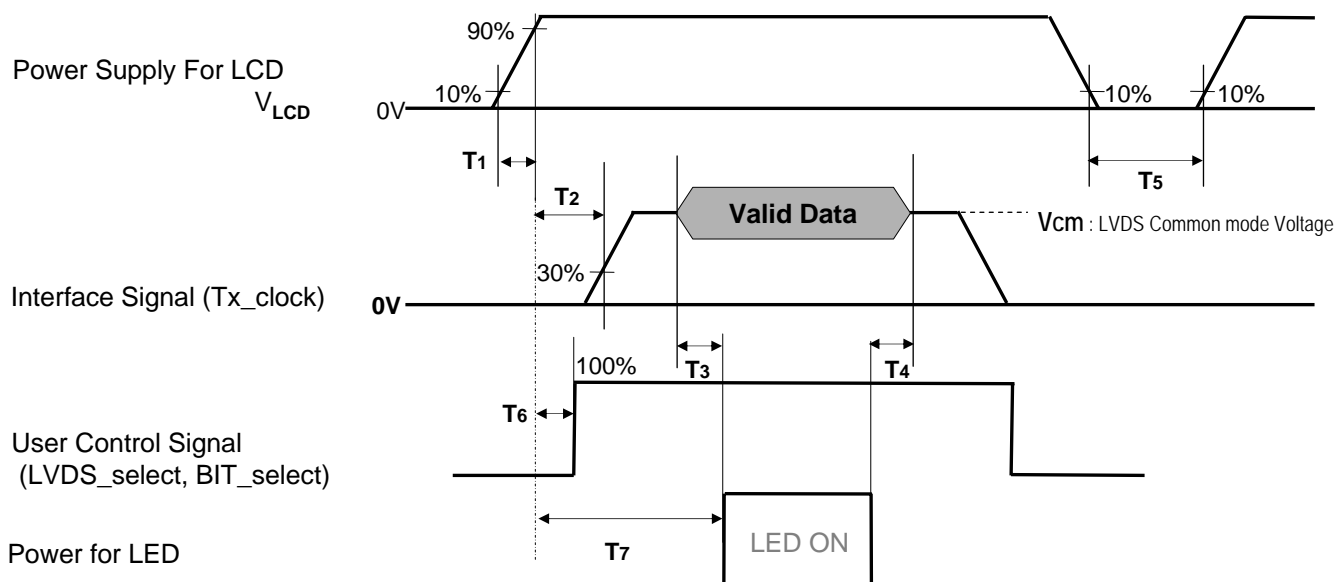 90%
Power Supply For LCD
10%
10%
10%
VLCD
0V
T1
T5
T2
Valid Data
Vcm : LVDS Common mode Voltage
30%
Interface Signal (Tx_clock)
0V
T3
T4
100%
T6
User Control Signal
(LVDS_select, BIT_select)
LED ON
T7
Power for LED